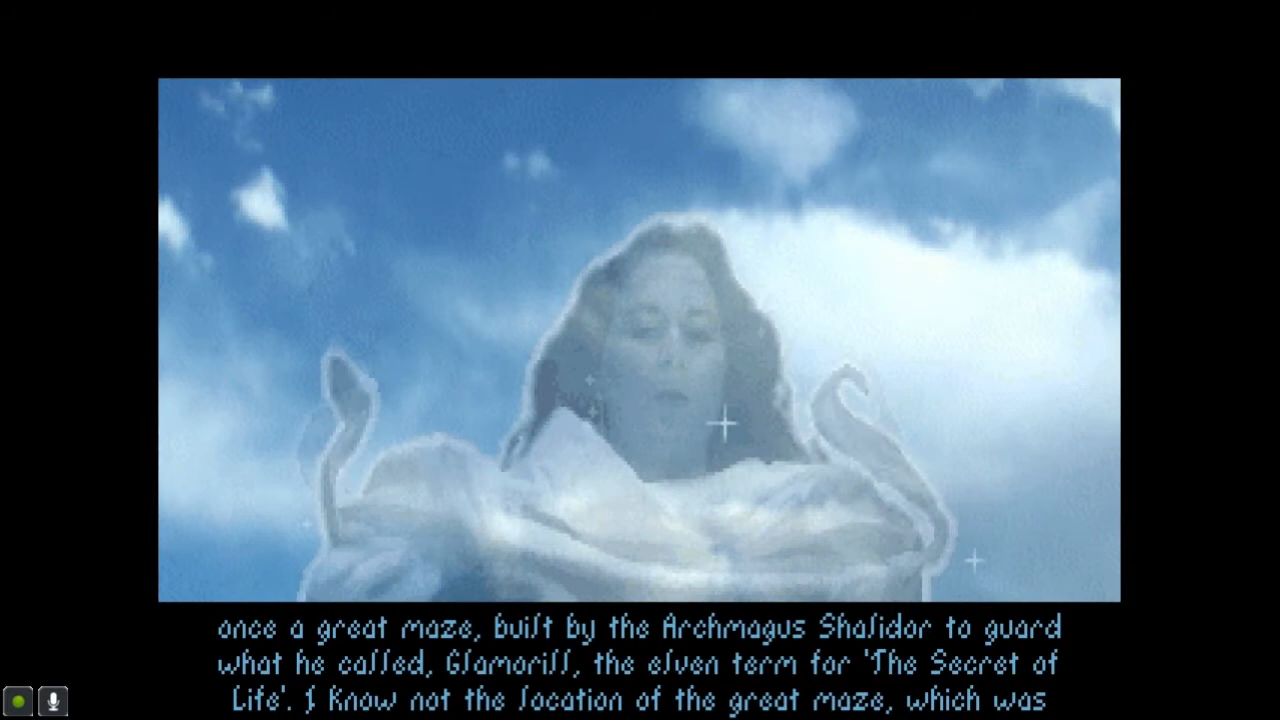 once a great maze, built by the Archmagus Shalidor to guard
what he called, Glamorill, the elven term for 'The Secret of
Life'. I know not the location of the great maze, which was